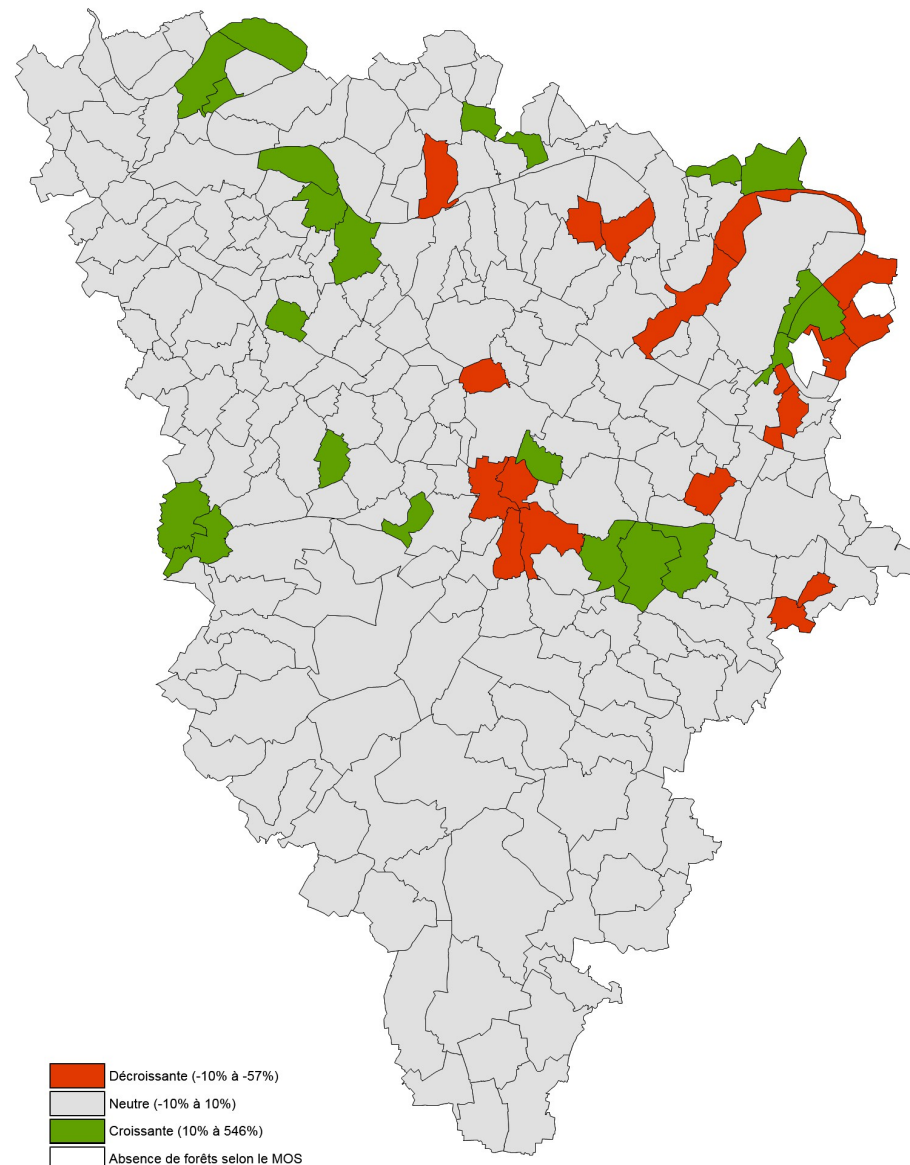 Décroissante (-10% à -57%)
Neutre (-10% à 10%)
Croissante (10% à 546%)
Absence de forêts selon le MOS